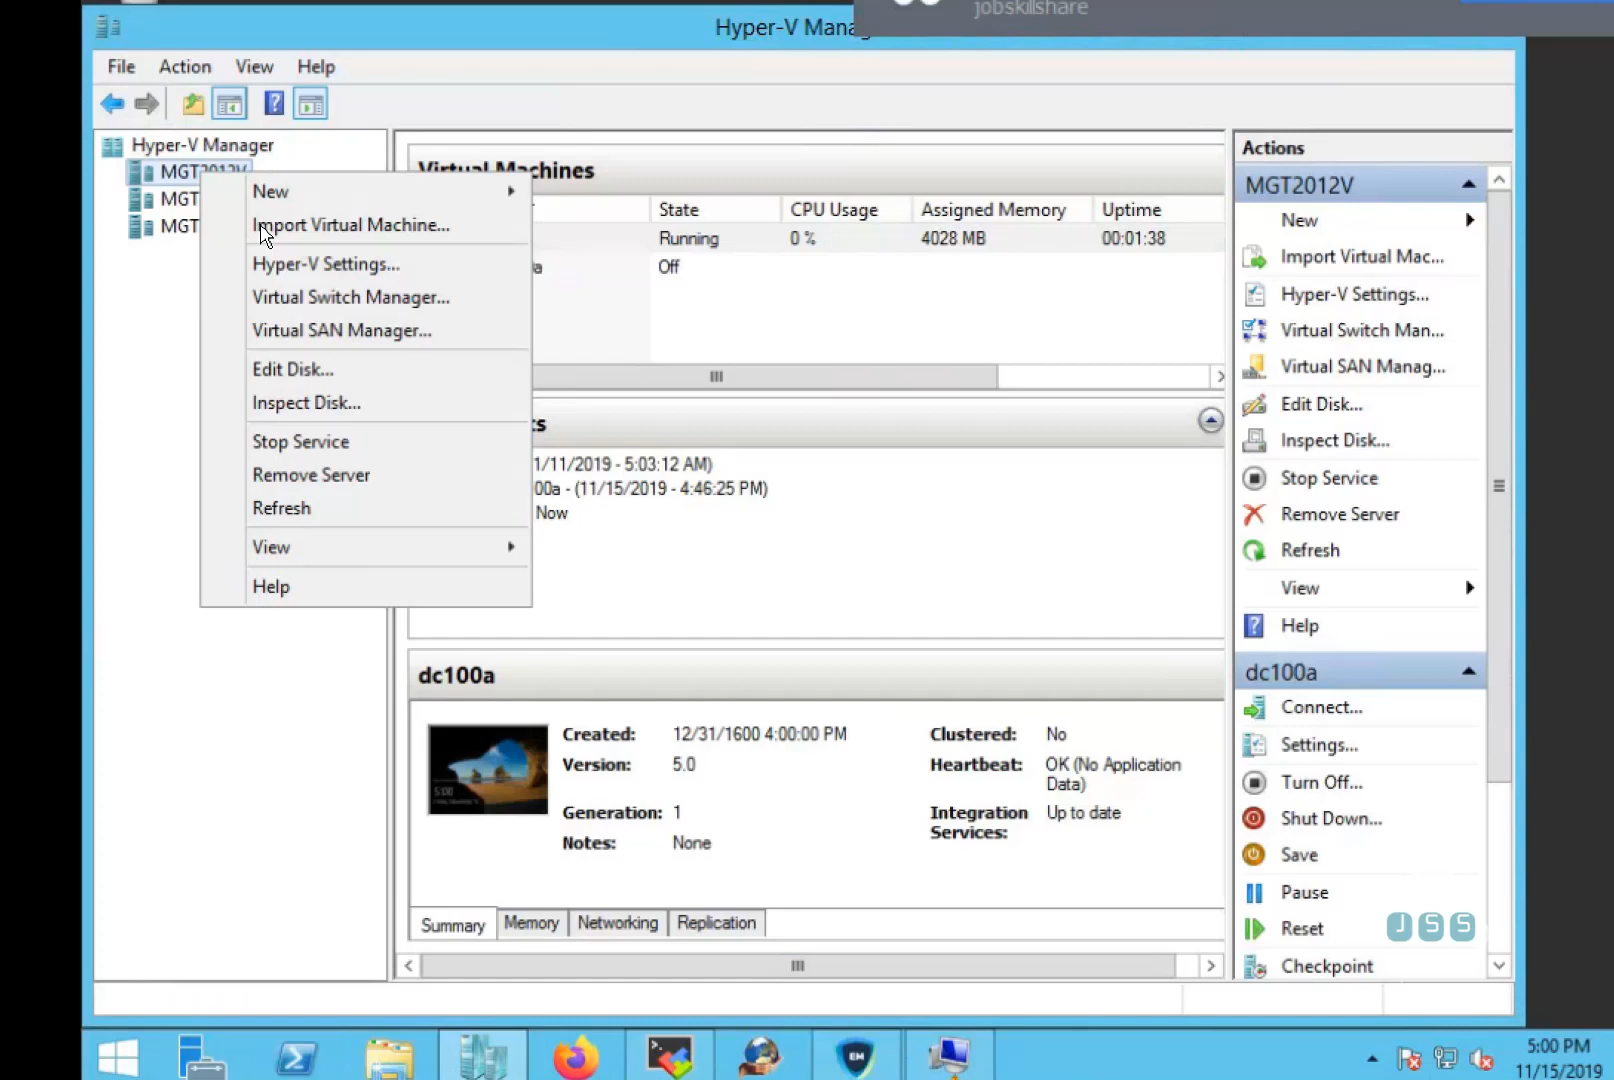 jobskillshare
Hyper-V Mana
File Action View Help
Hyper-V Manager
MGT2012V
MGT
MGT
New
Import Virtual Machine...
Hyper-V Settings...
Virtual Switch Manager...
Virtual SAN Manager...
Edit Disk...
Inspect Disk...
Stop Service
Remove Server
Refresh
View
Help
Virtual Machines
State CPU Usage Assigned Memory Uptime
Running 0 % 4028 MB 00:01:38
a Off
ts
1/11/2019 - 5:03:12 AM)
00a - (11/15/2019 - 4:46:25 PM)
Now
dc100a
5:00
Created: 12/31/1600 4:00:00 PM
Version: 5.0
Generation: 1
Notes: None
Clustered: No
Heartbeat: OK (No Application
Data)
Integration Up to date
Services:
Summary Memory Networking Replication
Actions
MGT2012V
New
Import Virtual Mac...
Hyper-V Settings...
Virtual Switch Man...
Virtual SAN Manag...
Edit Disk...
Inspect Disk...
Stop Service
Remove Server
Refresh
View
Help
dc100a
Connect...
Settings...
Turn Off...
Shut Down...
Save
Pause
Reset
JSS
Checkpoint
EM
5:00 PM
11/15/2019